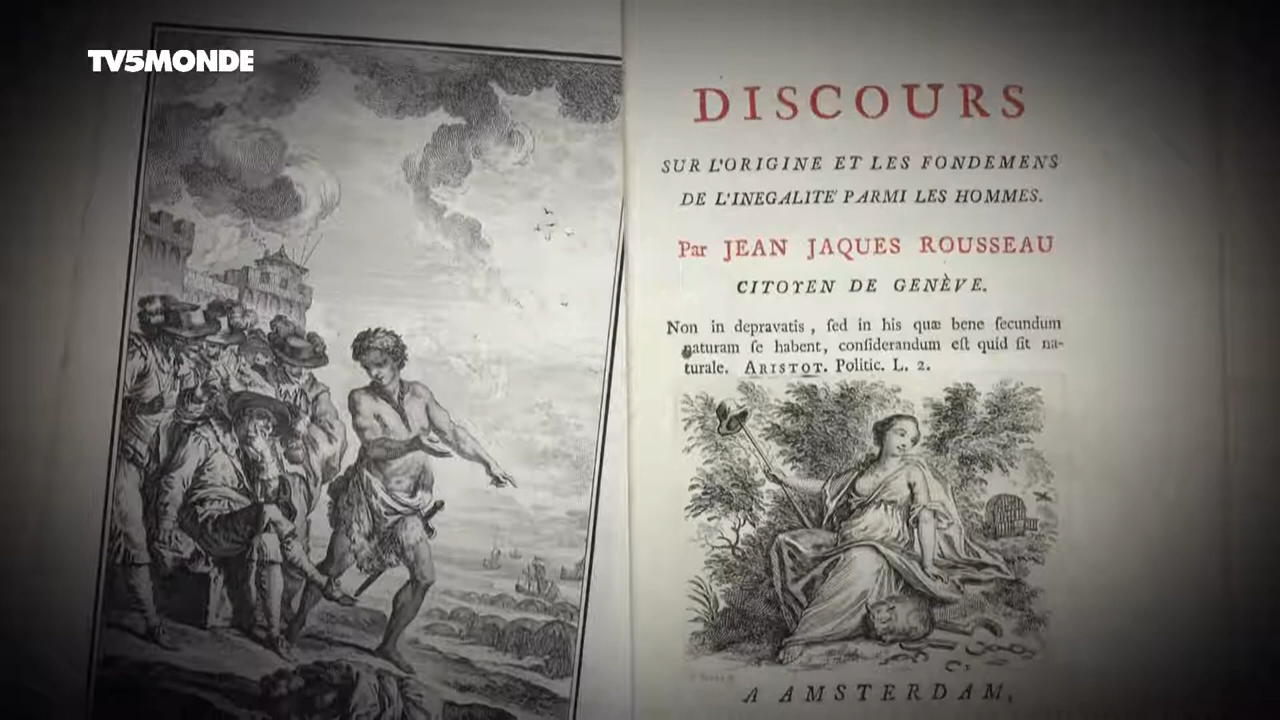 TV5MONDE
DISCOURS
SUR L'ORIGINE ET LES FONDEMENS
DE L'INEGALITE' PARMI LES HOMMES.
Par JEAN JAQUES ROUSSEAU
CITOYEN DE GENÈVE.
Non in depravatis, ſed in his quæ bene ſecundum
naturam ſe habent, conſiderandum eſt quid ſit na-
turale. ARISTOT. Politic. L. 2.
A AMSTERDAM,